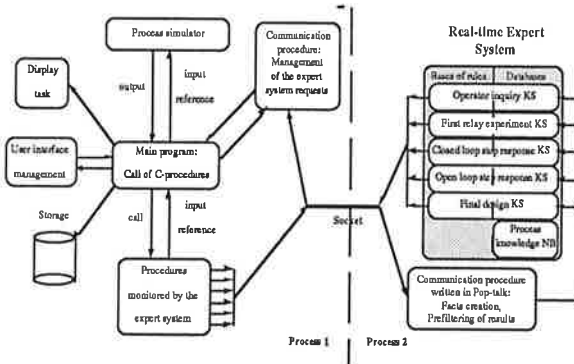 Process simulator
Communication
procedure:
Management
of the expert
system requests
Real-time Expert
System
Display
task
output
input
reference
Bases of rules
Databases
Operator inquiry KS
First relay experiment KS
Closed loop step response KS
Open loop step response KS
Final design KS
Process
knowledge NB
User interface
management
Main program:
Call of C-procedures
Storage
call
input
reference
Socket
Procedures
monitored by the
expert system
Communication procedure
written in Pop-talk:
Facts creation,
Prefiltering of results
Process 1
Process 2